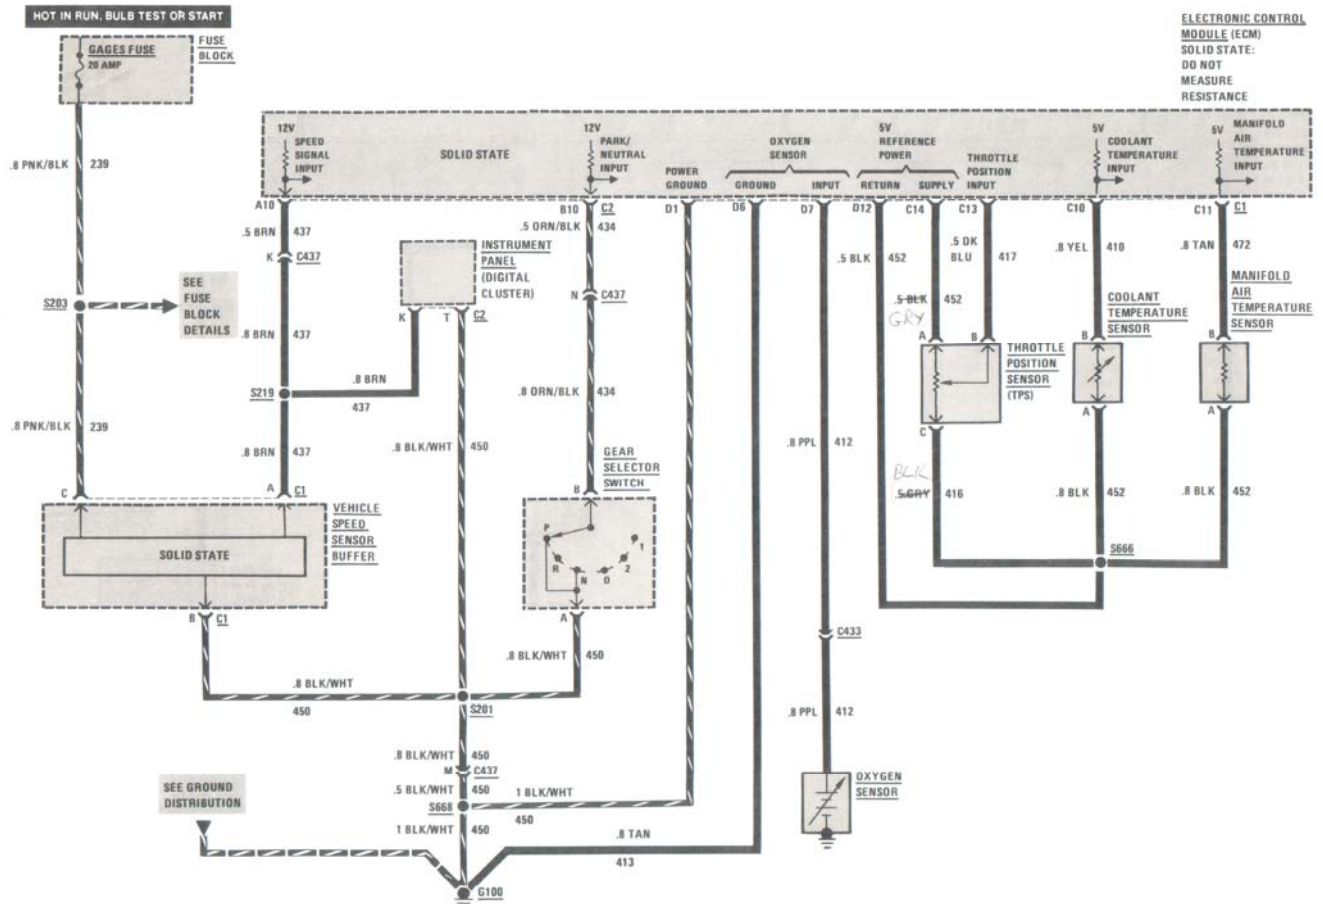 HOT IN RUN, BULB TEST OR START
GAGES FUSE
20 AMP
FUSE
BLOCK
ELECTRONIC CONTROL
MODULE (ECM)
SOLID STATE:
DO NOT
MEASURE
RESISTANCE
12V
SPEED
SIGNAL
INPUT
SOLID STATE
12V
PARK/
NEUTRAL
INPUT
POWER
GROUND
OXYGEN
SENSOR
GROUND
INPUT
5V
REFERENCE
POWER
RETURN
SUPPLY
THROTTLE
POSITION
INPUT
5V
COOLANT
TEMPERATURE
INPUT
5V
MANIFOLD
AIR
TEMPERATURE
INPUT
A10
B10
C2
D1
D6
D7
D12
C14
C13
C10
C11
C1
.8 PNK/BLK
239
.5 BRN
437
K
C437
.5 ORN/BLK
434
N
C437
.5 BLK
452
.5 DK
BLU
417
.8 YEL
410
.8 TAN
472
INSTRUMENT
PANEL
(DIGITAL
CLUSTER)
K
T
C2
S203
SEE
FUSE
BLOCK
DETAILS
.8 BRN
437
S219
.8 BRN
437
.5 BLK
452
GRY
COOLANT
TEMPERATURE
SENSOR
MANIFOLD
AIR
TEMPERATURE
SENSOR
A
B
THROTTLE
POSITION
SENSOR
(TPS)
C
B
A
B
A
.8 PNK/BLK
239
.8 BRN
437
.8 BLK/WHT
450
.8 ORN/BLK
434
.8 PPL
412
GEAR
SELECTOR
SWITCH
B
P
R
N
D
2
1
A
BLK
.5 GRY
416
.8 BLK
452
.8 BLK
452
S666
C
A
C1
VEHICLE
SPEED
SENSOR
BUFFER
SOLID STATE
B
C1
.8 BLK/WHT
450
.8 BLK/WHT
450
S201
C433
.8 PPL
412
.8 BLK/WHT
450
M
C437
.5 BLK/WHT
450
S668
1 BLK/WHT
450
1 BLK/WHT
450
SEE GROUND
DISTRIBUTION
.8 TAN
413
G100
OXYGEN
SENSOR